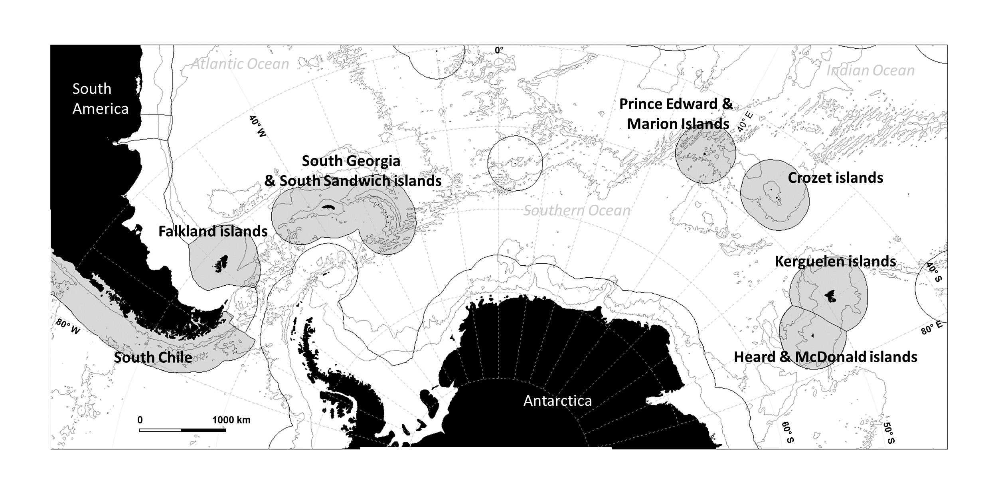 0°
Atlantic Ocean
Indian Ocean
South
America
Prince Edward &
Marion Islands
40° E
40° W
South Georgia
& South Sandwich islands
Crozet islands
Southern Ocean
Falkland islands
Kerguelen islands
40° S
80° W
80° E
South Chile
Heard & McDonald islands
Antarctica
0 1000 km
60° S
50° S